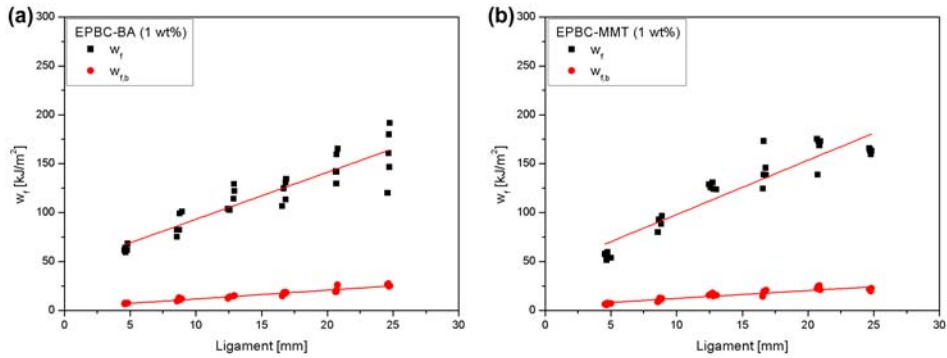 (a)
EPBC-BA (1 wt%)
w_f
w_f,b
w_f [kJ/m²]
300
250
200
150
100
50
0
0 5 10 15 20 25 30
Ligament [mm]
(b)
EPBC-MMT (1 wt%)
w_f
w_f,b
w_f [kJ/m²]
300
250
200
150
100
50
0
0 5 10 15 20 25 30
Ligament [mm]